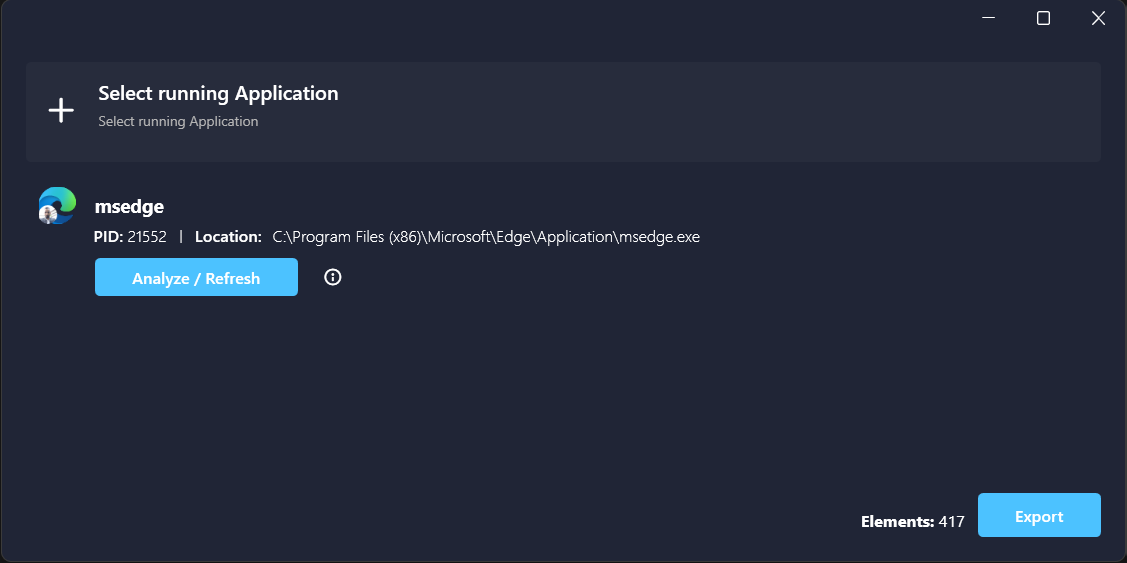 Select running Application
Select running Application
msedge
PID: 21552 | Location: C:\Program Files (x86)\Microsoft\Edge\Application\msedge.exe
Analyze / Refresh
Elements: 417
Export